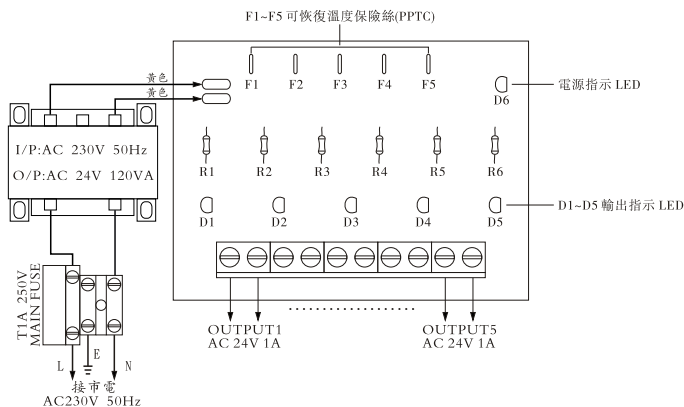 F1~F5 可恢復溫度保險絲(PPTC)
黃色
黃色
F1 F2 F3 F4 F5
D6
電源指示 LED
I/P:AC 230V 50Hz
O/P:AC 24V 120VA
R1 R2 R3 R4 R5 R6
D1 D2 D3 D4 D5
D1~D5 輸出指示 LED
T1A 250V
MAIN FUSE
OUTPUT1
AC 24V 1A
OUTPUT5
AC 24V 1A
L E N
接市電
AC230V 50Hz